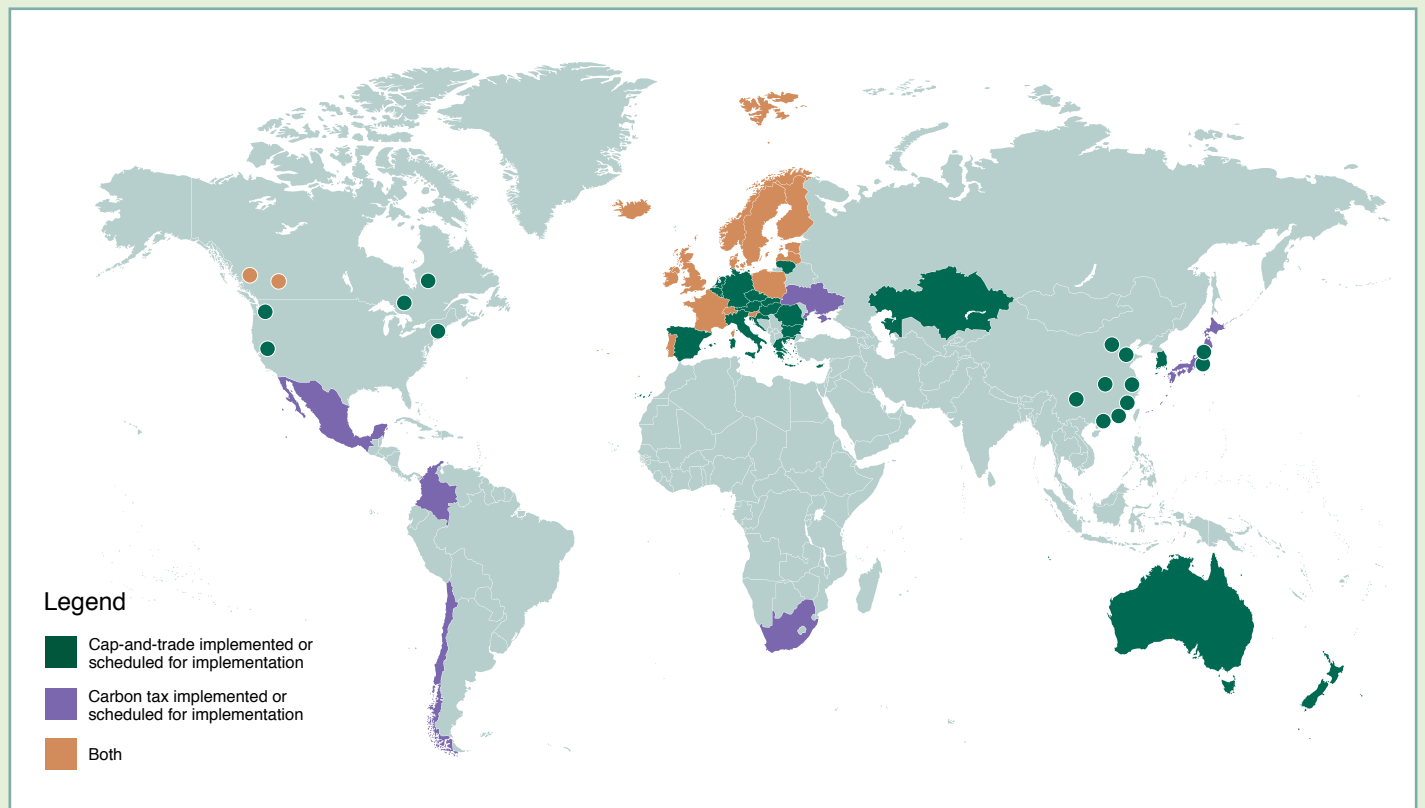 Legend
Cap-and-trade implemented or
scheduled for implementation
Carbon tax implemented or
scheduled for implementation
Both